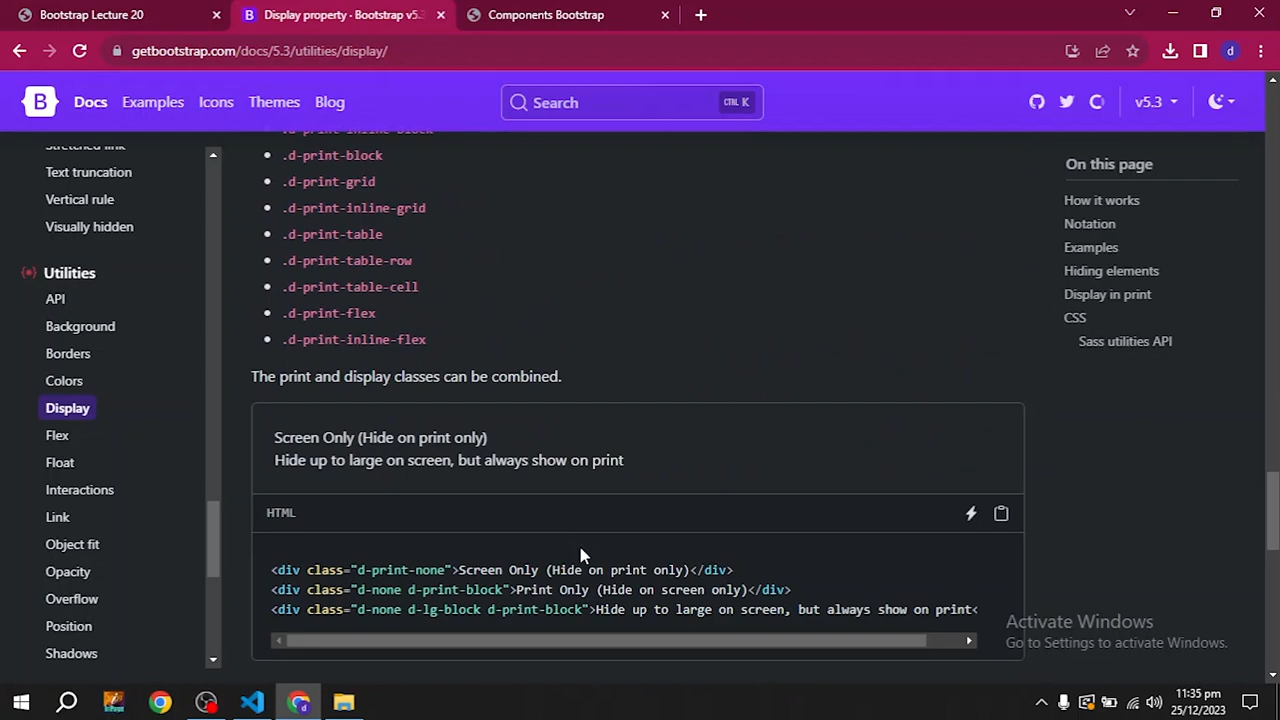 Bootstrap Lecture 20
Display property - Bootstrap v5.3
Components Bootstrap
getbootstrap.com/docs/5.3/utilities/display/
d
B
Docs
Examples
Icons
Themes
Blog
Search
CTRL K
v5.3
Stretched link
Text truncation
Vertical rule
Visually hidden
Utilities
API
Background
Borders
Colors
Display
Flex
Float
Interactions
Link
Object fit
Opacity
Overflow
Position
Shadows
.d-print-inline-block
.d-print-block
.d-print-grid
.d-print-inline-grid
.d-print-table
.d-print-table-row
.d-print-table-cell
.d-print-flex
.d-print-inline-flex
The print and display classes can be combined.
Screen Only (Hide on print only)
Hide up to large on screen, but always show on print
HTML
<div class="d-print-none">Screen Only (Hide on print only)</div>
<div class="d-none d-print-block">Print Only (Hide on screen only)</div>
<div class="d-none d-lg-block d-print-block">Hide up to large on screen, but always show on print<
On this page
How it works
Notation
Examples
Hiding elements
Display in print
CSS
Sass utilities API
Activate Windows
Go to Settings to activate Windows.
11:35 pm
25/12/2023